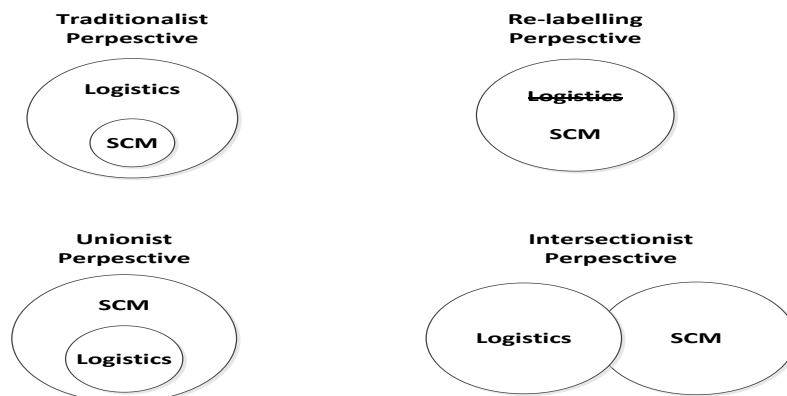 Traditionalist
Perpesctive
Logistics
SCM
Re-labelling
Perpesctive
Logistics
SCM
Unionist
Perpesctive
SCM
Logistics
Intersectionist
Perpesctive
Logistics
SCM